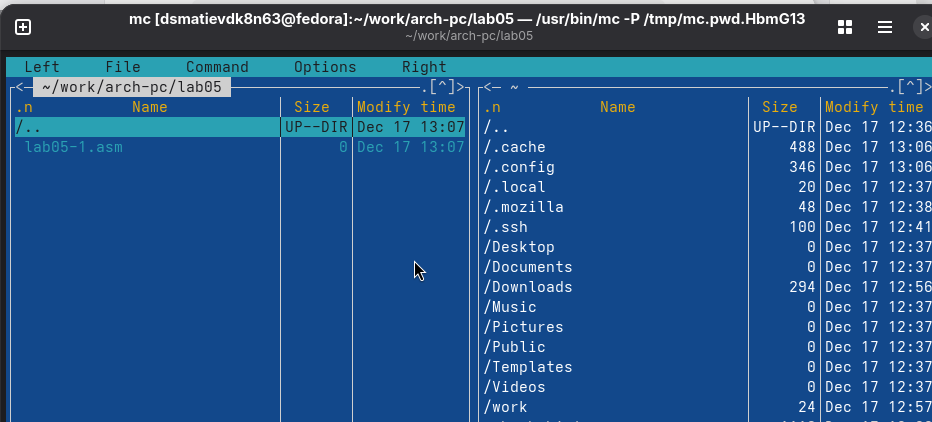 mc [dsmatievdk8n63@fedora]:~/work/arch-pc/lab05 — /usr/bin/mc -P /tmp/mc.pwd.HbmG13
~/work/arch-pc/lab05
Left File Command Options Right
<— ~/work/arch-pc/lab05 .[^]>
.n Name Size Modify time
/.. UP--DIR Dec 17 13:07
lab05-1.asm 0 Dec 17 13:07
<— ~ .[^]>
.n Name Size Modify time
/.. UP--DIR Dec 17 12:36
/.cache 488 Dec 17 13:06
/.config 346 Dec 17 13:06
/.local 20 Dec 17 12:37
/.mozilla 48 Dec 17 12:38
/.ssh 100 Dec 17 12:41
/Desktop 0 Dec 17 12:37
/Documents 0 Dec 17 12:37
/Downloads 294 Dec 17 12:56
/Music 0 Dec 17 12:37
/Pictures 0 Dec 17 12:37
/Public 0 Dec 17 12:37
/Templates 0 Dec 17 12:37
/Videos 0 Dec 17 12:37
/work 24 Dec 17 12:57